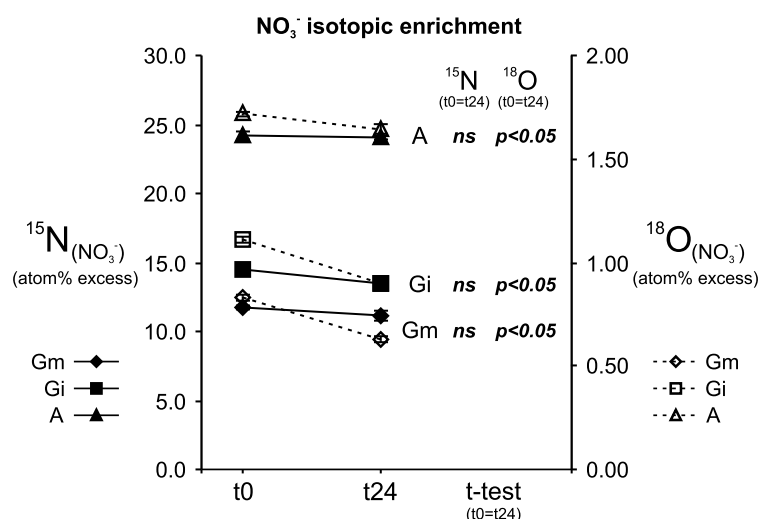 NO₃⁻ isotopic enrichment
30.0
25.0
20.0
15.0
10.0
5.0
0.0
¹⁵N(NO₃⁻)
(atom% excess)
Gm
Gi
A
2.00
1.50
1.00
0.50
0.00
¹⁸O(NO₃⁻)
(atom% excess)
Gm
Gi
A
¹⁵N ¹⁸O
(t0=t24) (t0=t24)
A ns p<0.05
Gi ns p<0.05
Gm ns p<0.05
t0 t24 t-test
(t0=t24)